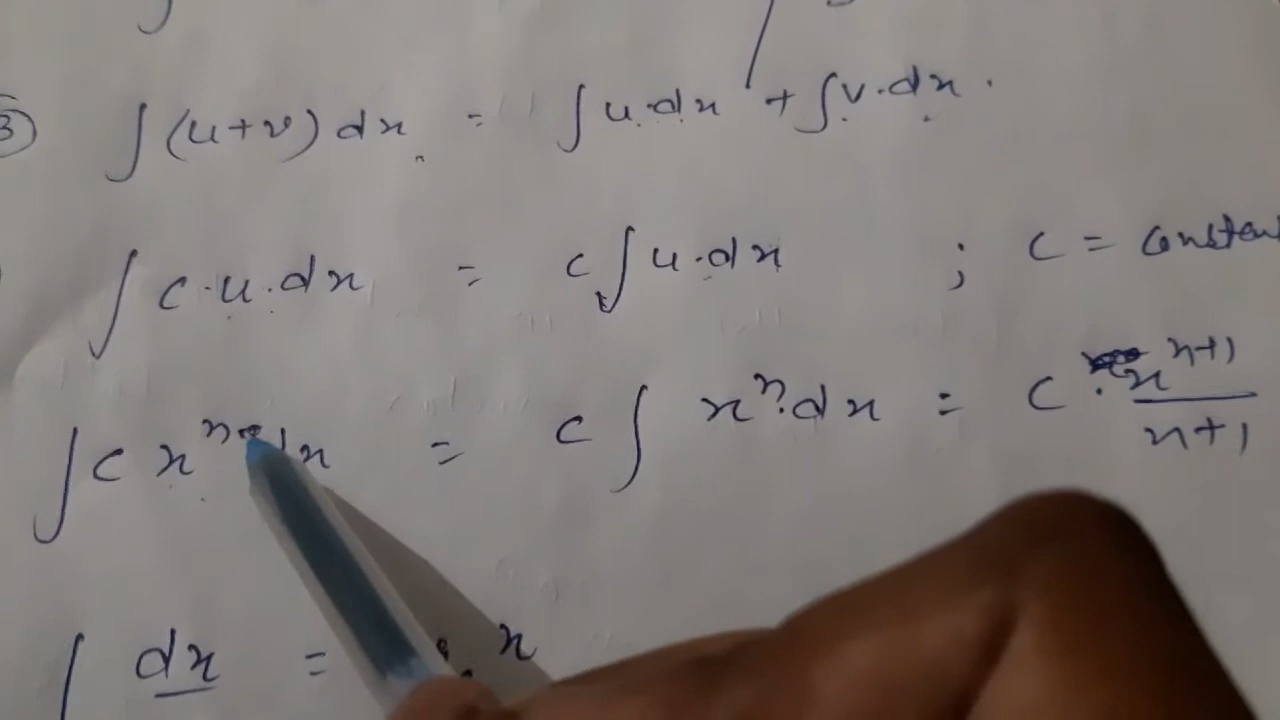 3 ∫(u+v)dx = ∫u.dx + ∫v.dx.
∫c.u.dx = c∫u.dx ; c = constan
∫c xⁿ dx = c∫xⁿ.dx = c . xⁿ⁺¹/n+1
∫dx = x